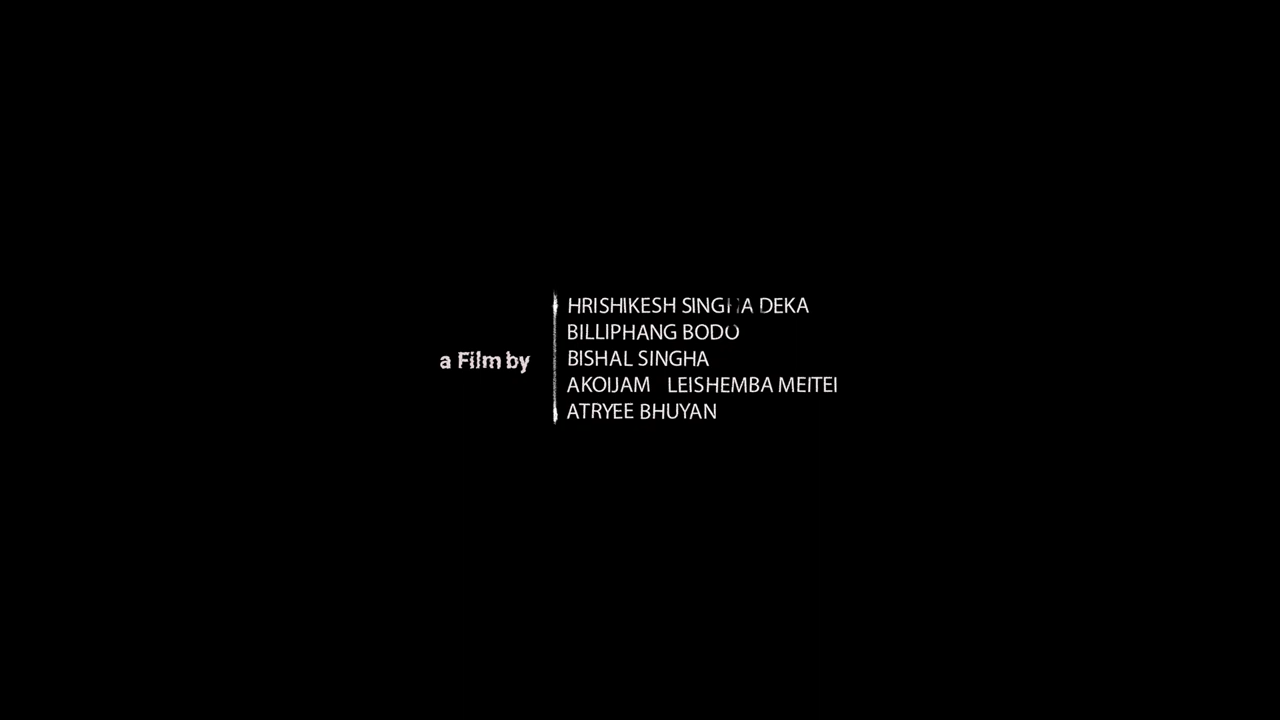 a Film by
HRISHIKESH SINGHA DEKA
BILLIPHANG BODO
BISHAL SINGHA
AKOIJAM LEISHEMBA MEITEI
ATRYEE BHUYAN